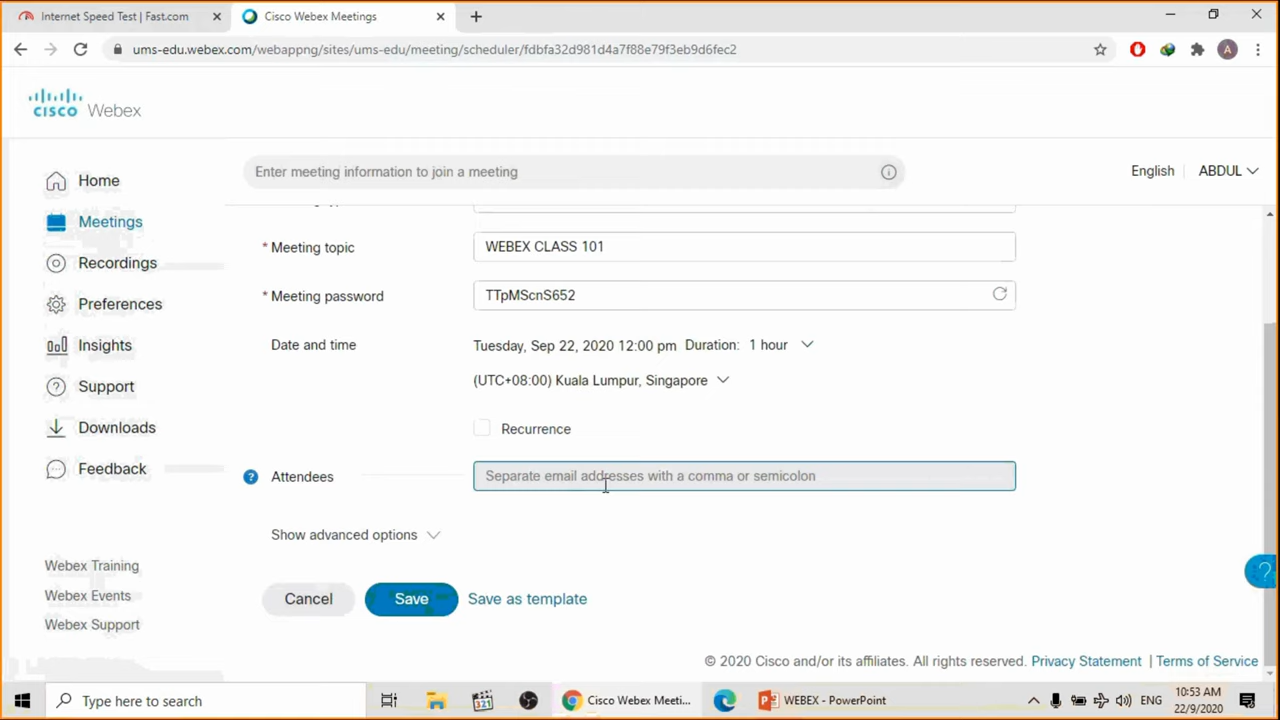 Internet Speed Test | Fast.com
Cisco Webex Meetings
ums-edu.webex.com/webappng/sites/ums-edu/meeting/scheduler/fdbfa32d981d4a7f88e79f3eb9d6fec2
A
cisco Webex
Enter meeting information to join a meeting
English
ABDUL
Home
Meetings
Recordings
Preferences
Insights
Support
Downloads
Feedback
Webex Training
Webex Events
Webex Support
* Meeting topic
WEBEX CLASS 101
* Meeting password
TTpMScnS652
Date and time
Tuesday, Sep 22, 2020 12:00 pm Duration: 1 hour
(UTC+08:00) Kuala Lumpur, Singapore
Recurrence
? Attendees
Separate email addresses with a comma or semicolon
Show advanced options
Cancel
Save
Save as template
?
© 2020 Cisco and/or its affiliates. All rights reserved. Privacy Statement | Terms of Service
Type here to search
321
Cisco Webex Meeti...
WEBEX - PowerPoint
ENG
10:53 AM
22/9/2020